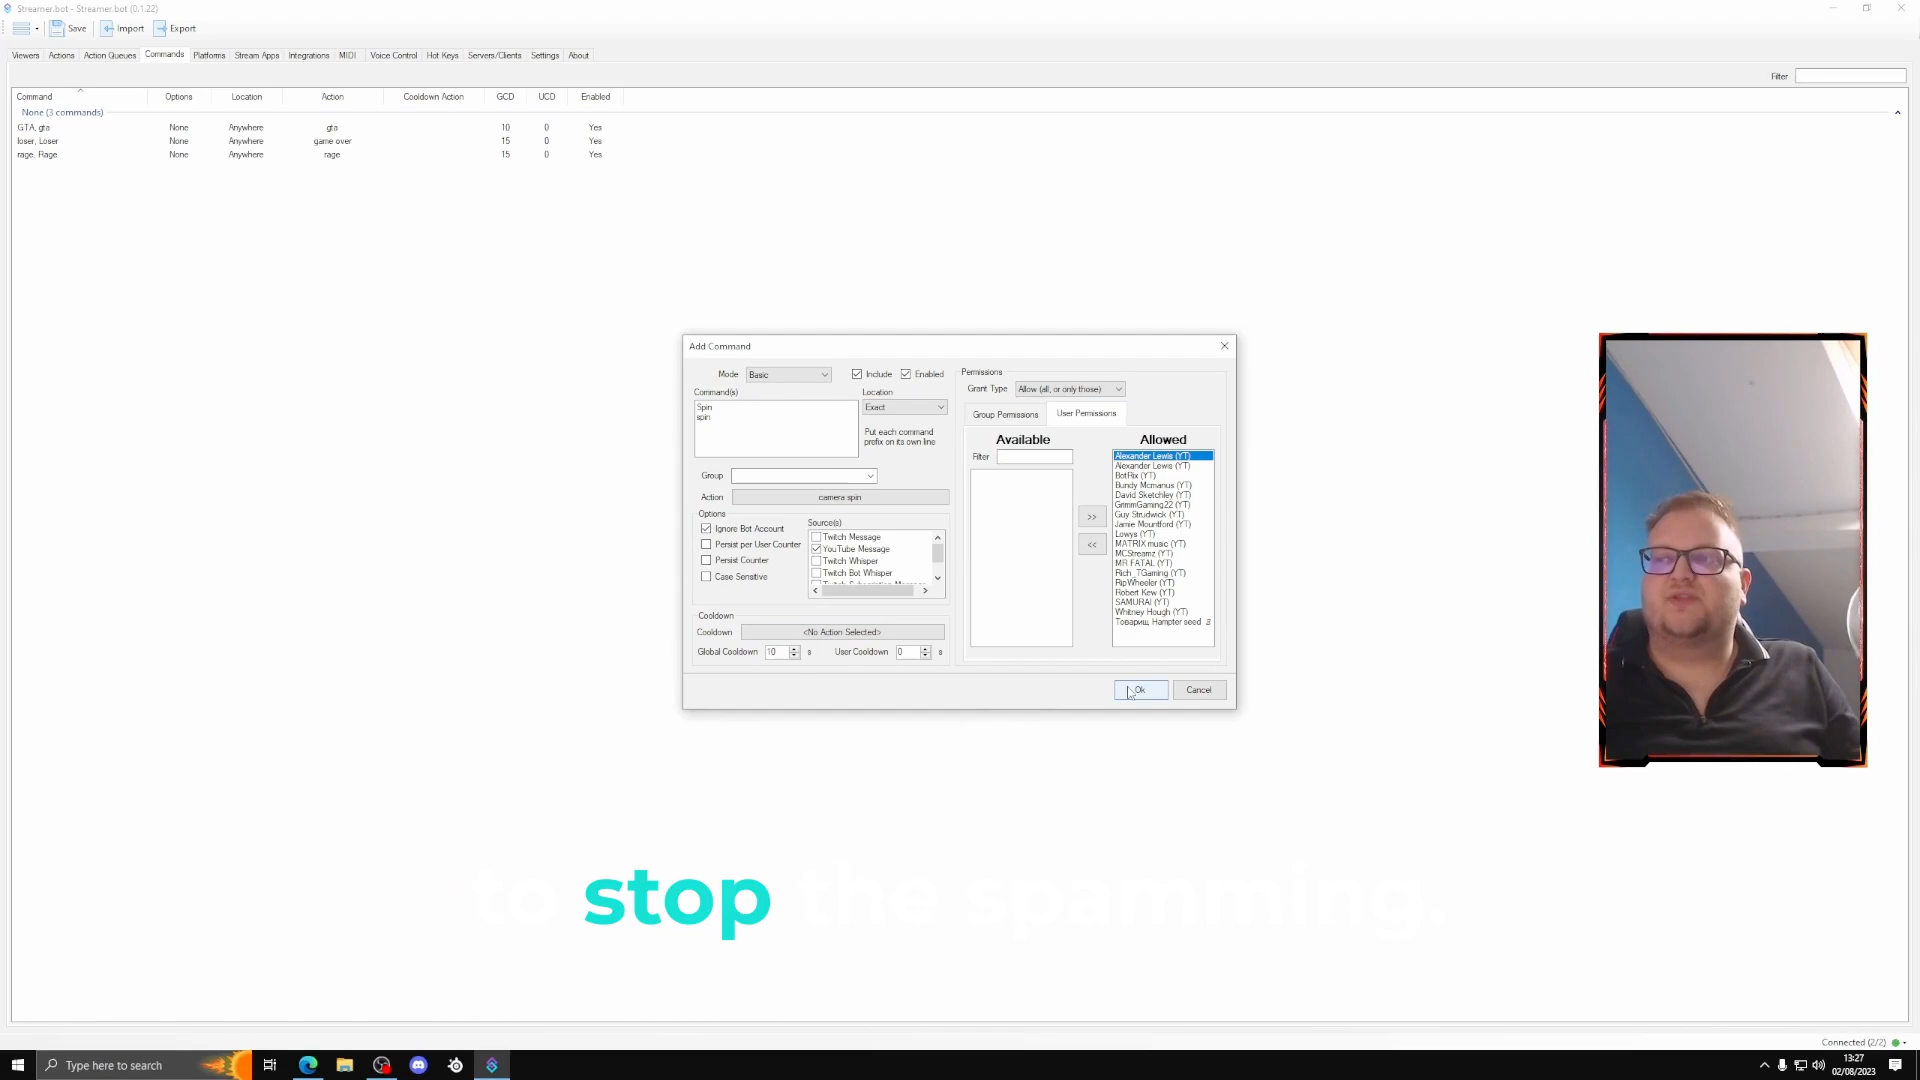 Streamer.bot - Streamer.bot (0.1.22)
Save Import Export
Viewers Actions Action Queues Commands Platforms Stream Apps Integrations MIDI Voice Control Hot Keys Servers/Clients Settings About
Filter
Command Options Location Action Cooldown Action GCD UCD Enabled
None (3 commands)
GTA, gta None Anywhere gta 10 0 Yes
loser, Loser None Anywhere game over 15 0 Yes
rage, Rage None Anywhere rage 15 0 Yes
Add Command
Mode Basic Include Enabled
Command(s) Location
Spin
spin
Exact
Put each command
prefix on its own line
Group
Action camera spin
Options
Ignore Bot Account
Persist per User Counter
Persist Counter
Case Sensitive
Source(s)
Twitch Message
YouTube Message
Twitch Whisper
Twitch Bot Whisper
Cooldown
Cooldown <No Action Selected>
Global Cooldown 10 s User Cooldown 0 s
Permissions
Grant Type Allow (all, or only those)
Group Permissions User Permissions
Available
Filter
>>
<<
Allowed
Alexander Lewis (YT)
Alexander Lewis (YT)
BotRix (YT)
Bundy Mcmanus (YT)
David Sketchley (YT)
GrimmGaming22 (YT)
Guy Strudwick (YT)
Jamie Mountford (YT)
Lowys (YT)
MATRIX music (YT)
MCStreamz (YT)
MR FATAL (YT)
Rich_TGaming (YT)
RipWheeler (YT)
Robert Kew (YT)
SAMURAI (YT)
Whitney Hough (YT)
Товарищ Hampter seed
Ok Cancel
to stop the spamming
Connected (2/2)
Type here to search
13:27
02/08/2023